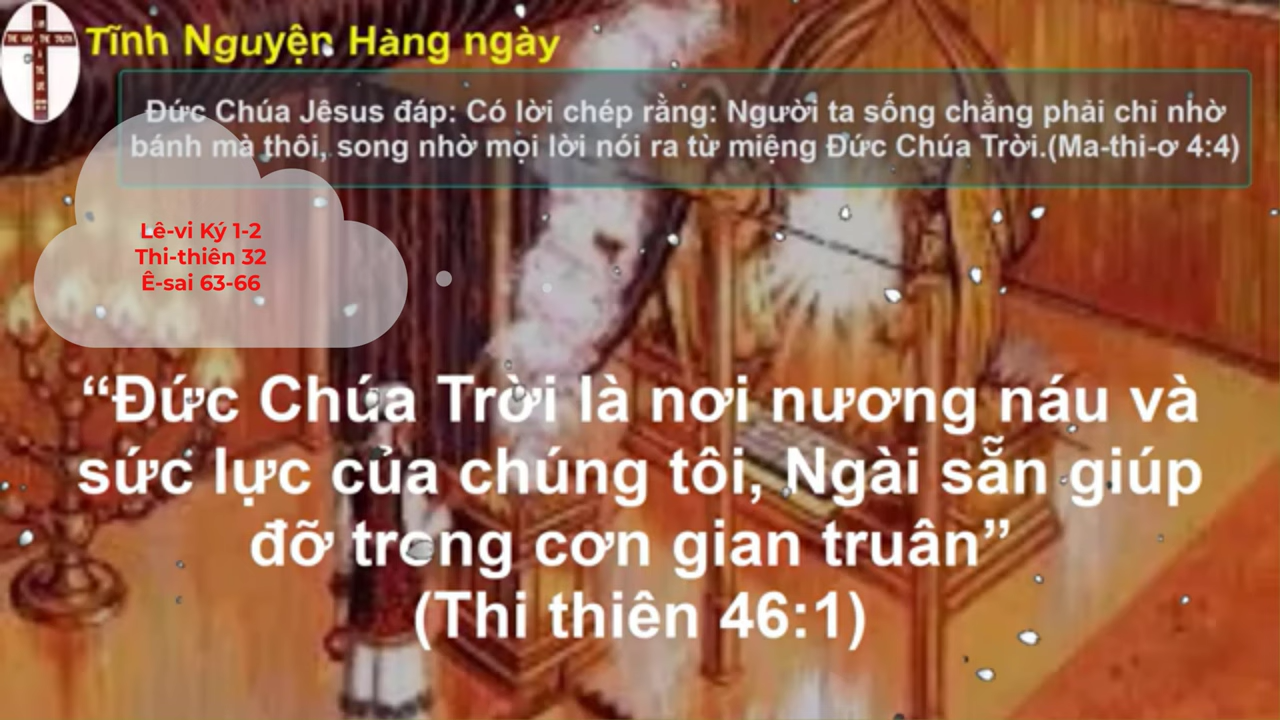 Tĩnh Nguyện Hàng ngày
Đức Chúa Jêsus đáp: Có lời chép rằng: Người ta sống chẳng phải chỉ nhờ
bánh mà thôi, song nhờ mọi lời nói ra từ miệng Đức Chúa Trời.(Ma-thi-ơ 4:4)
Lê-vi Ký 1-2
Thi-thiên 32
Ê-sai 63-66
“Đức Chúa Trời là nơi nương náu và
sức lực của chúng tôi, Ngài sẵn giúp
đỡ trong cơn gian truân”
(Thi thiên 46:1)